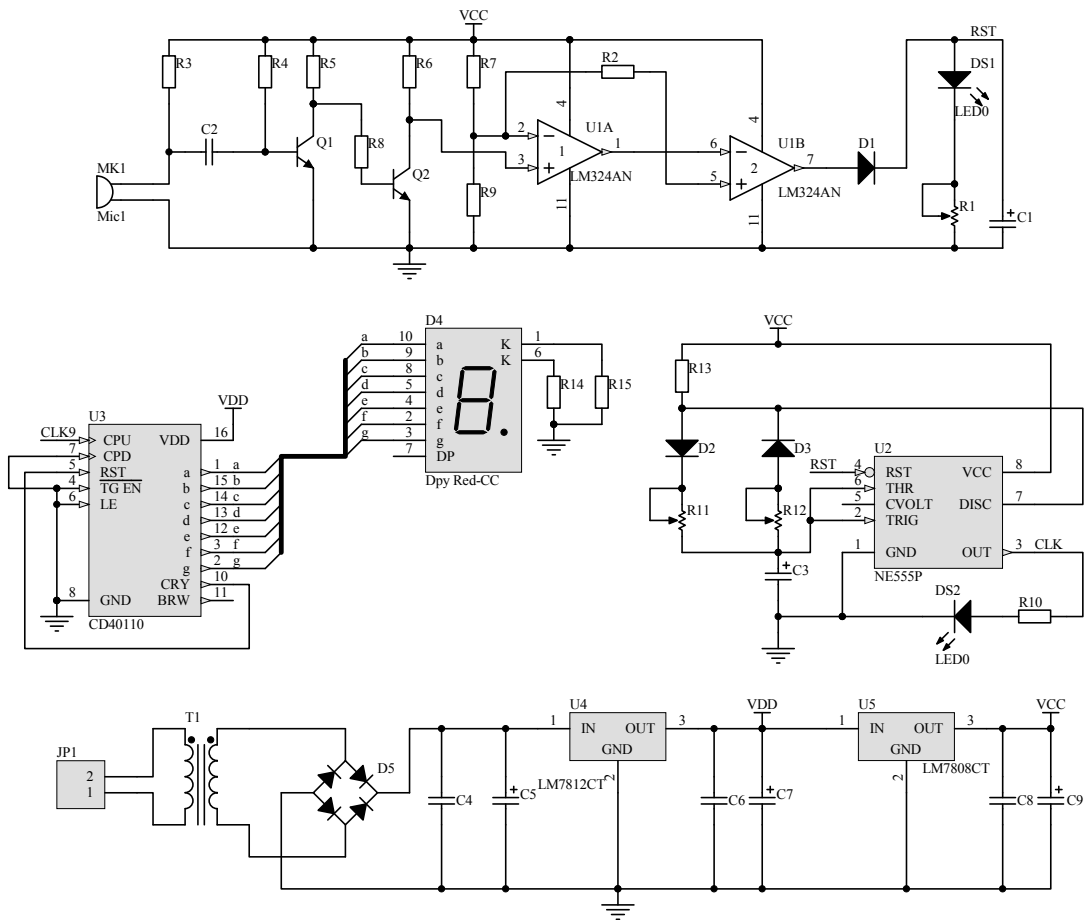 VCC
RST
R3 R4 R5 R6 R7 R2 DS1
4
LED0
C2 Q1 2 U1A 4
R8 1 1 6 U1B D1
MK1 Q2 3 LM324AN 2 7
5 LM324AN
Mic1 R9 11 11 R1 C1
D4
a 10 a K 1
b 9 b K 6
c 8 c
d 5 d R14 R15
e 4 e
f 2 f
g 3 g
7 DP
Dpy Red-CC
VDD
U3
CLK9 CPU VDD 16
7 CPD
5 RST a 1 a
4 TG EN b 15 b
6 LE c 14 c
d 13 d
e 12 e
f 3 f
g 2 g
CRY 10
8 GND BRW 11
CD40110
VCC
R13
D2 D3 U2
RST 4 RST VCC 8
6 THR
R11 R12 5 CVOLT DISC 7
2 TRIG
1 GND OUT 3 CLK
C3 NE555P
DS2 R10
LED0
T1 U4 VDD U5 VCC
1 IN OUT 3 1 IN OUT 3
JP1 GND GND
2 D5 LM7812CT LM7808CT
1 2 2
C4 C5 C6 C7 C8 C9